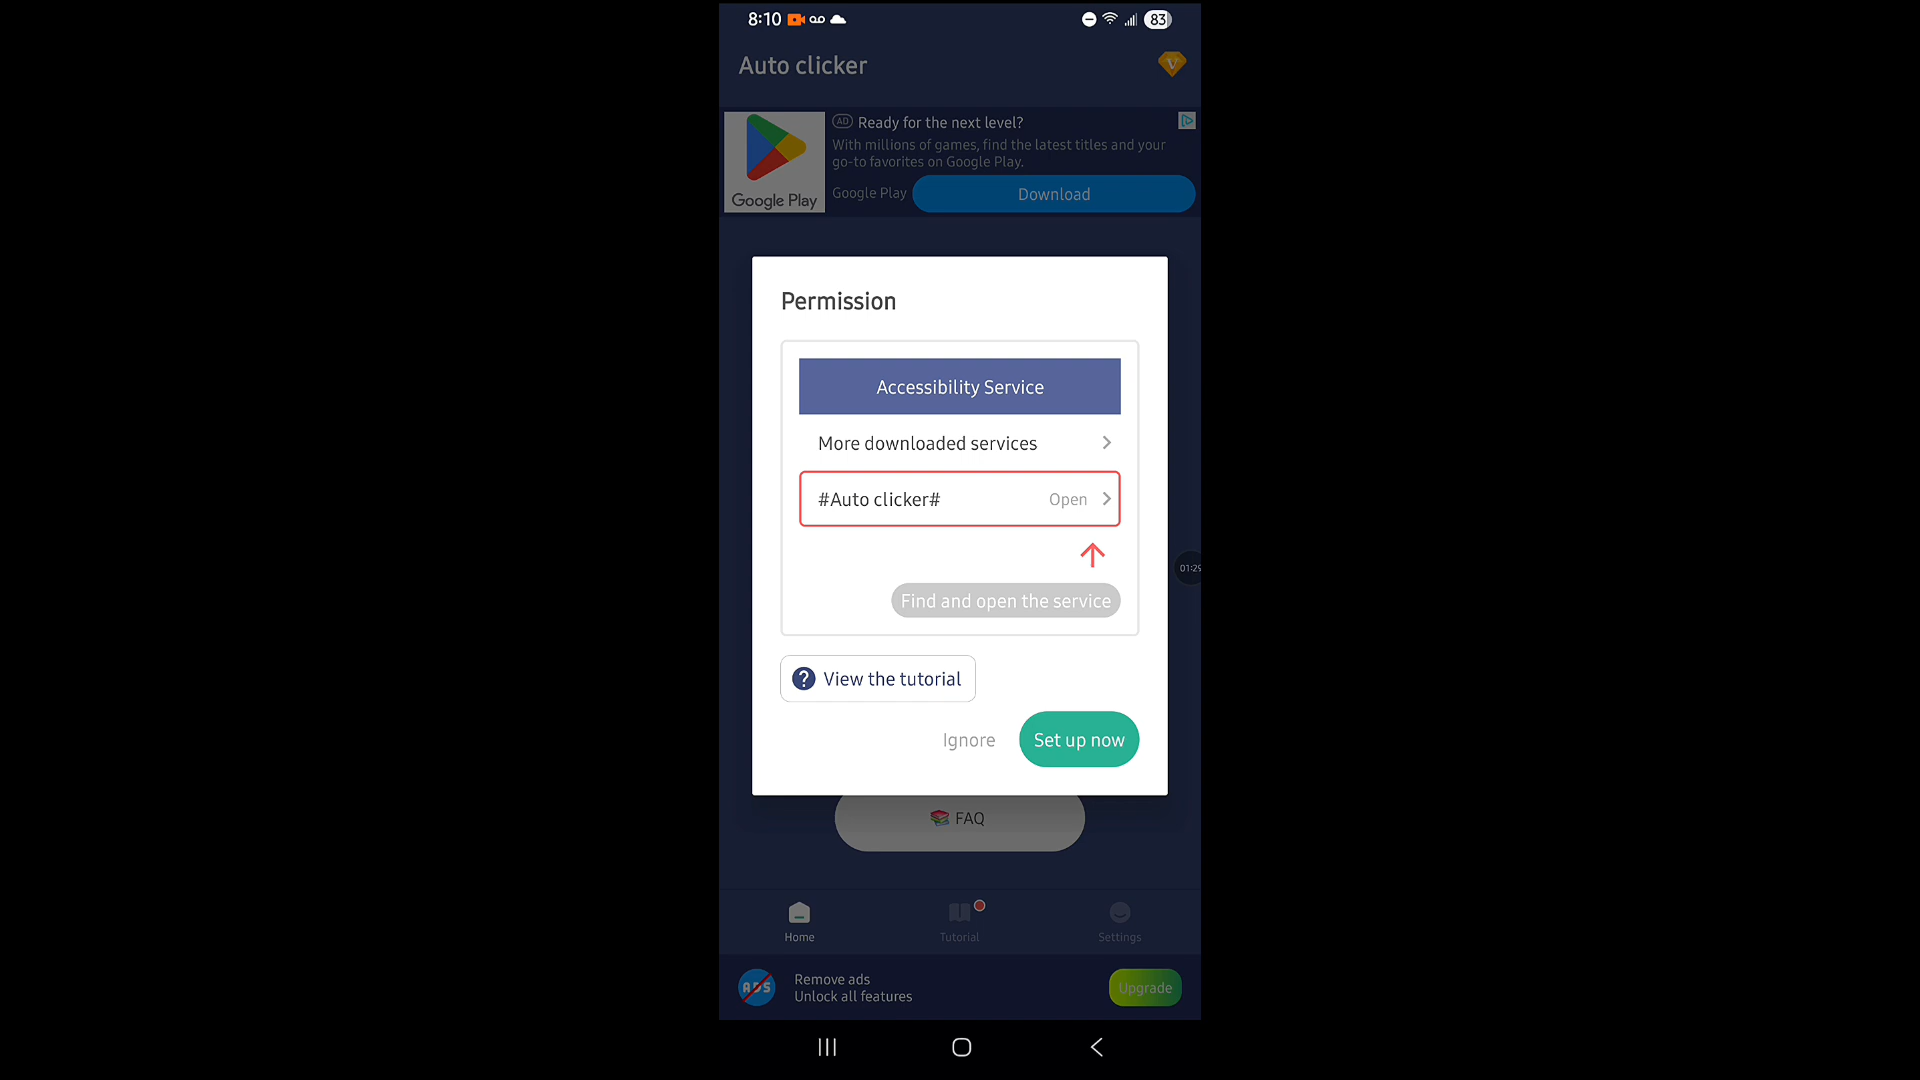 8:10
83
Auto clicker
V
AD Ready for the next level?
With millions of games, find the latest titles and your
go-to favorites on Google Play.
Google Play
Google Play
Download
Permission
Accessibility Service
More downloaded services
#Auto clicker#
Open
Find and open the service
01:29
? View the tutorial
Ignore
Set up now
FAQ
Home
Tutorial
Settings
ADS
Remove ads
Unlock all features
Upgrade